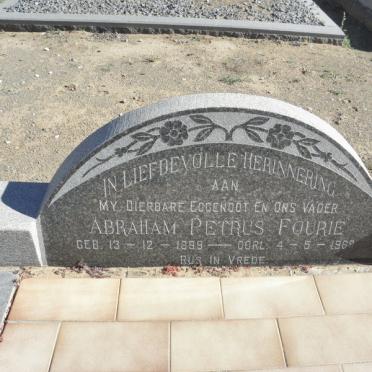 IN LIEFDEVOLLE HERINNERING
AAN
MY DIERBARE EGGENOOT EN ONS VADER
ABRAHAM PETRUS FOURIE
GEB. 13 - 12 - 1899 — OORL. 4 - 5 - 1968
RUS IN VREDE